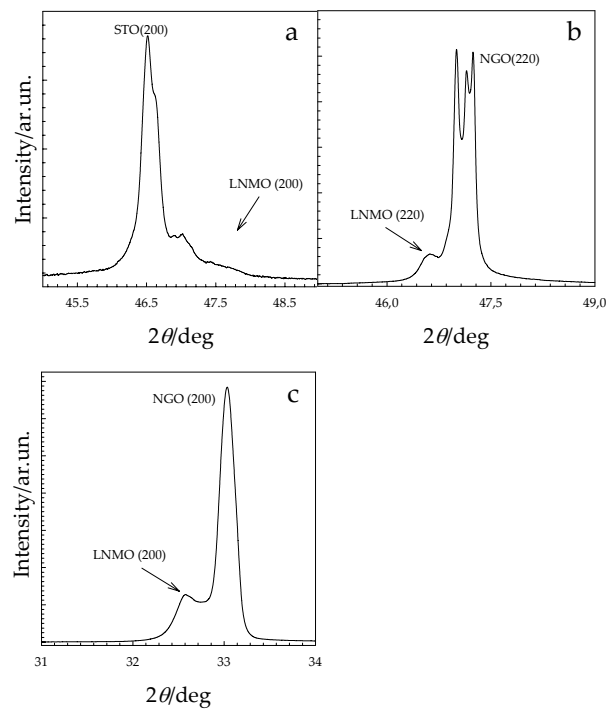 a
STO(200)
LNMO (200)
Intensity/ar.un.
45.5 46.5 47.5 48.5
2θ/deg
b
NGO(220)
LNMO (220)
46,0 47,5 49,0
2θ/deg
c
NGO (200)
LNMO (200)
Intensity/ar.un.
31 32 33 34
2θ/deg